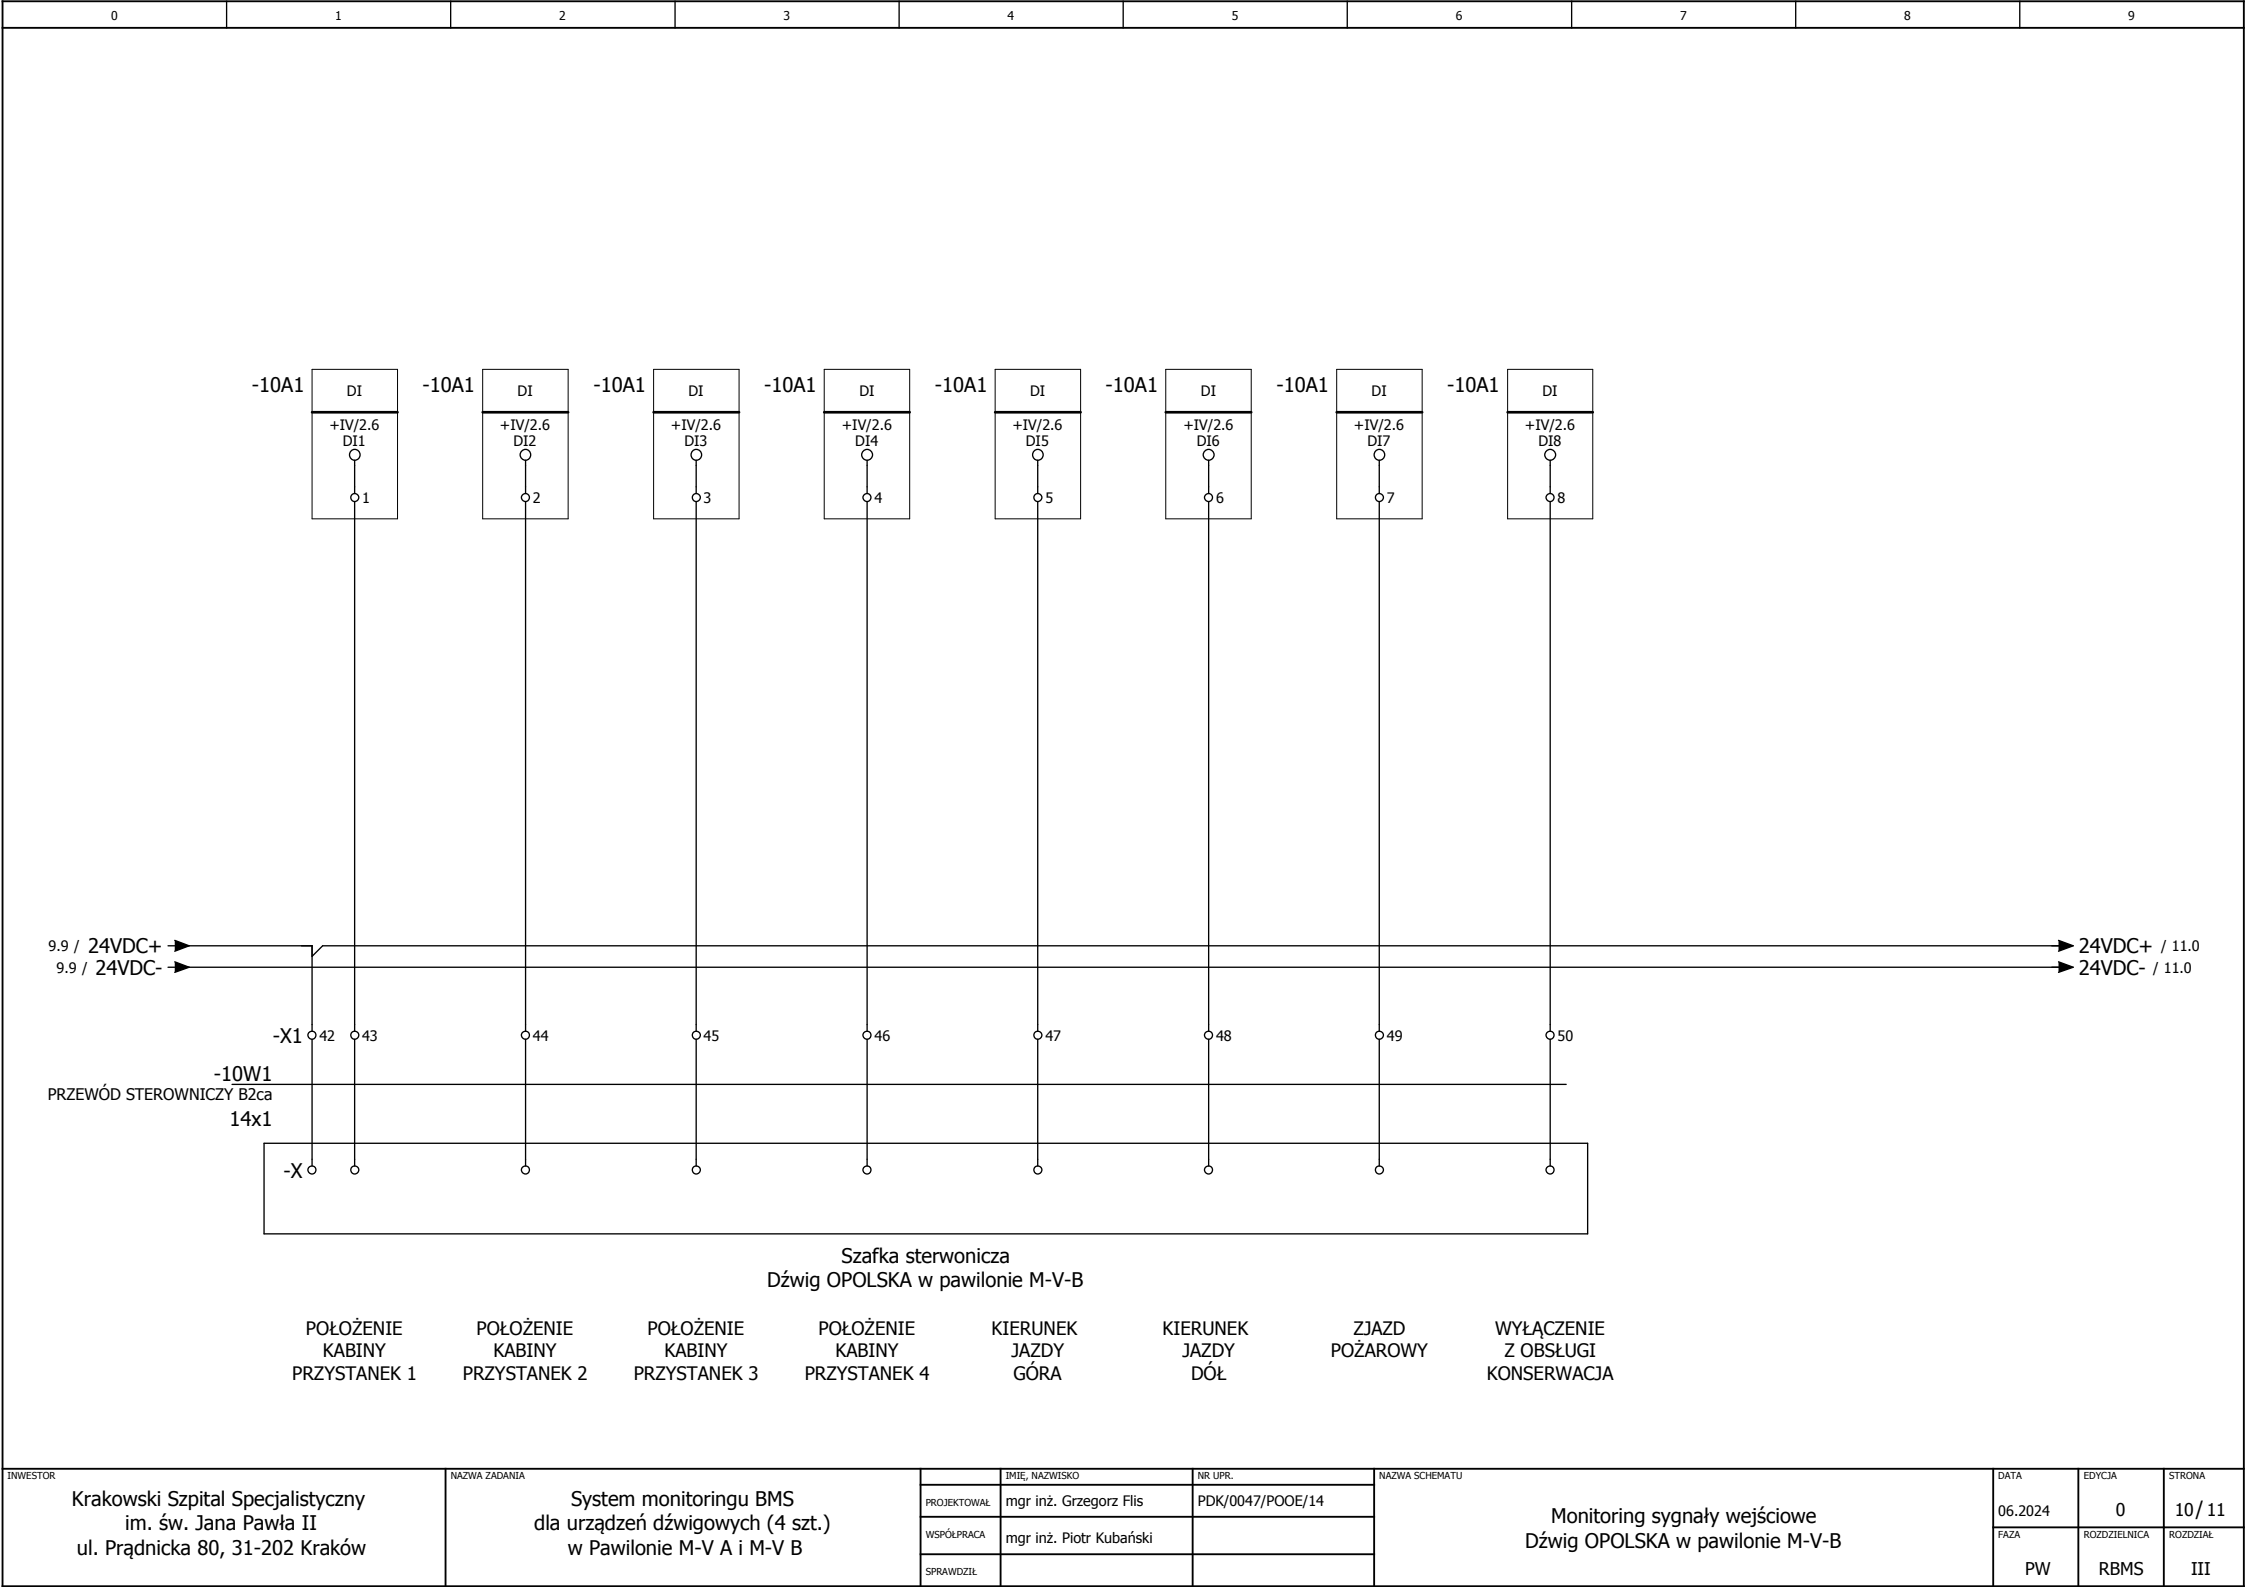 0 1 2 3 4 5 6 7 8 9
-10A1 DI -10A1 DI -10A1 DI -10A1 DI -10A1 DI -10A1 DI -10A1 DI -10A1 DI
+IV/2.6 +IV/2.6 +IV/2.6 +IV/2.6 +IV/2.6 +IV/2.6 +IV/2.6 +IV/2.6
DI1 DI2 DI3 DI4 DI5 DI6 DI7 DI8
1 2 3 4 5 6 7 8
9.9 / 24VDC+ 24VDC+ / 11.0
9.9 / 24VDC- 24VDC- / 11.0
-X1 42 43 44 45 46 47 48 49 50
-10W1
PRZEWÓD STEROWNICZY B2ca
14x1
-X
Szafka sterwonicza
Dźwig OPOLSKA w pawilonie M-V-B
POŁOŻENIE
KABINY
PRZYSTANEK 1
POŁOŻENIE
KABINY
PRZYSTANEK 2
POŁOŻENIE
KABINY
PRZYSTANEK 3
POŁOŻENIE
KABINY
PRZYSTANEK 4
KIERUNEK
JAZDY
GÓRA
KIERUNEK
JAZDY
DÓŁ
ZJAZD
POŻAROWY
WYŁĄCZENIE
Z OBSŁUGI
KONSERWACJA
INWESTOR
Krakowski Szpital Specjalistyczny
im. św. Jana Pawła II
ul. Prądnicka 80, 31-202 Kraków
NAZWA ZADANIA
System monitoringu BMS
dla urządzeń dźwigowych (4 szt.)
w Pawilonie M-V A i M-V B
IMIĘ, NAZWISKO NR UPR.
PROJEKTOWAŁ mgr inż. Grzegorz Flis PDK/0047/POOE/14
WSPÓŁPRACA mgr inż. Piotr Kubański
SPRAWDZIŁ
NAZWA SCHEMATU
Monitoring sygnały wejściowe
Dźwig OPOLSKA w pawilonie M-V-B
DATA EDYCJA STRONA
06.2024 0 10/ 11
FAZA ROZDZIELNICA ROZDZIAŁ
PW RBMS III